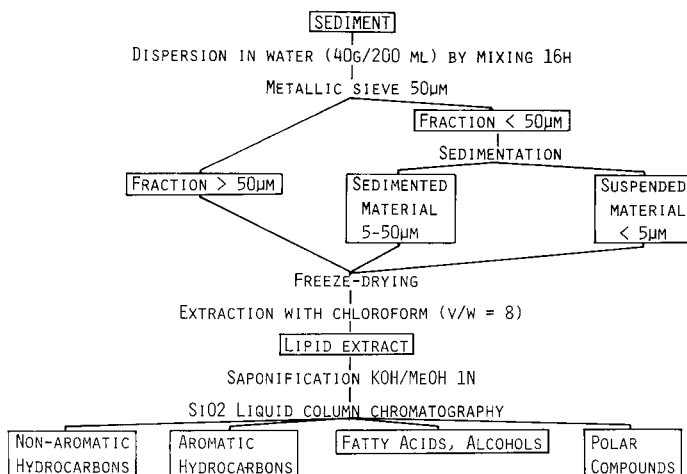 SEDIMENT
DISPERSION IN WATER (40G/200 ML) BY MIXING 16H
METALLIC SIEVE 50µM
FRACTION < 50µM
SEDIMENTATION
FRACTION > 50µM
SEDIMENTED
MATERIAL
5-50µM
SUSPENDED
MATERIAL
< 5µM
FREEZE-DRYING
EXTRACTION WITH CHLOROFORM (V/W = 8)
LIPID EXTRACT
SAPONIFICATION KOH/MEOH 1N
SIO2 LIQUID COLUMN CHROMATOGRAPHY
NON-AROMATIC
HYDROCARBONS
AROMATIC
HYDROCARBONS
FATTY ACIDS, ALCOHOLS
POLAR
COMPOUNDS